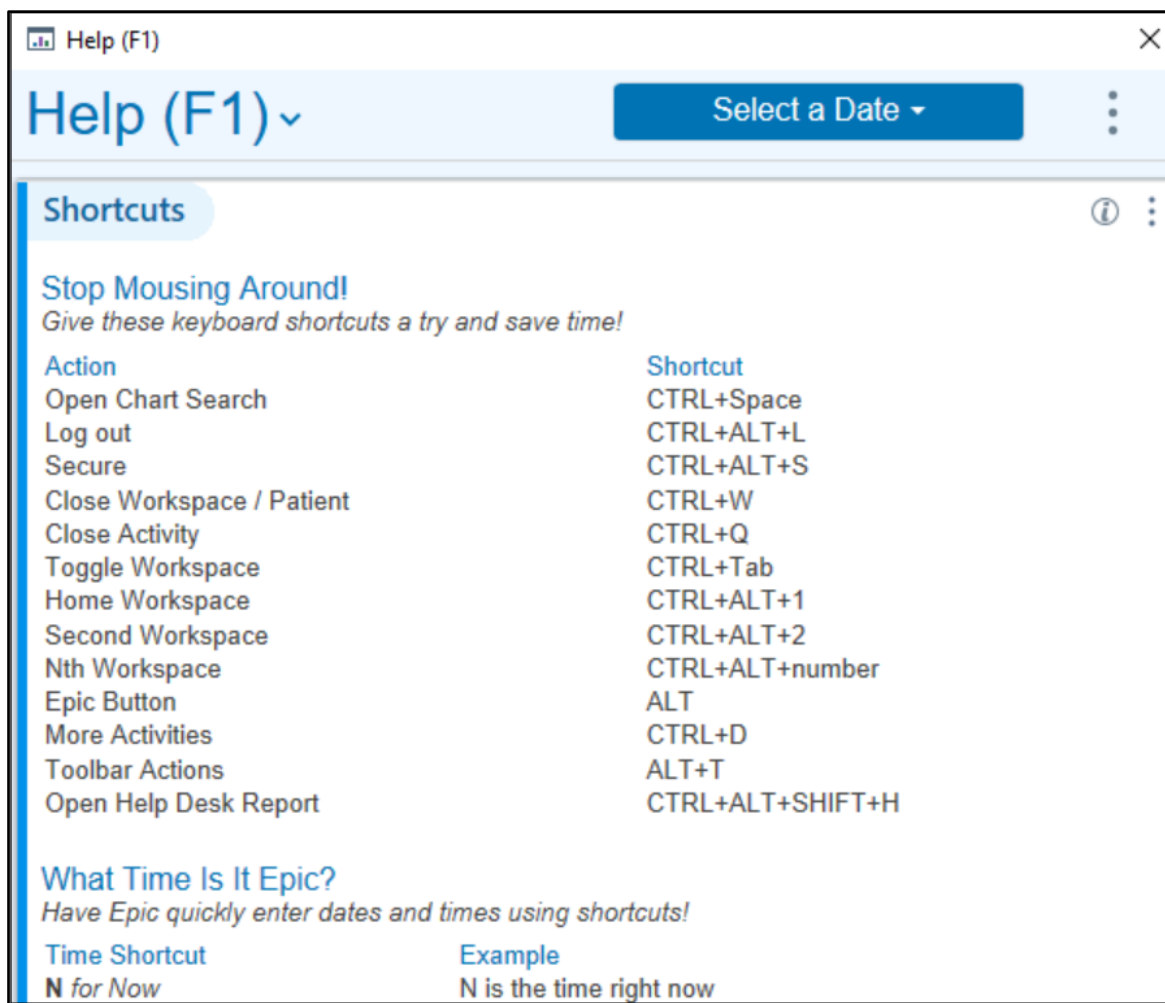 Help (F1)
Help (F1)
Select a Date
Shortcuts
Stop Mousing Around!
Give these keyboard shortcuts a try and save time!
Action Shortcut
Open Chart Search CTRL+Space
Log out CTRL+ALT+L
Secure CTRL+ALT+S
Close Workspace / Patient CTRL+W
Close Activity CTRL+Q
Toggle Workspace CTRL+Tab
Home Workspace CTRL+ALT+1
Second Workspace CTRL+ALT+2
Nth Workspace CTRL+ALT+number
Epic Button ALT
More Activities CTRL+D
Toolbar Actions ALT+T
Open Help Desk Report CTRL+ALT+SHIFT+H
What Time Is It Epic?
Have Epic quickly enter dates and times using shortcuts!
Time Shortcut Example
N for Now N is the time right now